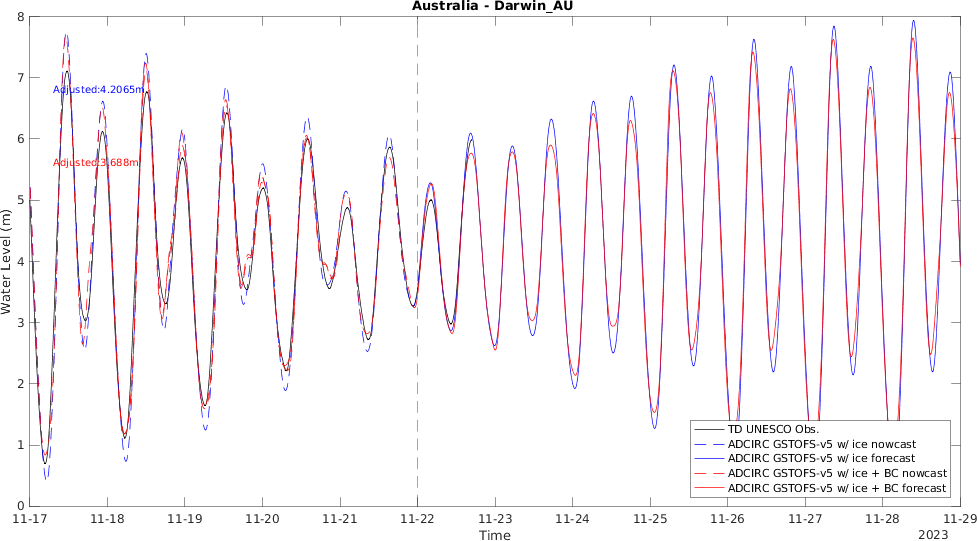 Australia - Darwin_AU
8
7
6
5
4
3
2
1
0
Water Level (m)
Adjusted:4.2065m
Adjusted:3.688m
TD UNESCO Obs.
ADCIRC GSTOFS-v5 w/ ice nowcast
ADCIRC GSTOFS-v5 w/ ice forecast
ADCIRC GSTOFS-v5 w/ ice + BC nowcast
ADCIRC GSTOFS-v5 w/ ice + BC forecast
11-17 11-18 11-19 11-20 11-21 11-22 11-23 11-24 11-25 11-26 11-27 11-28 11-29
Time
2023